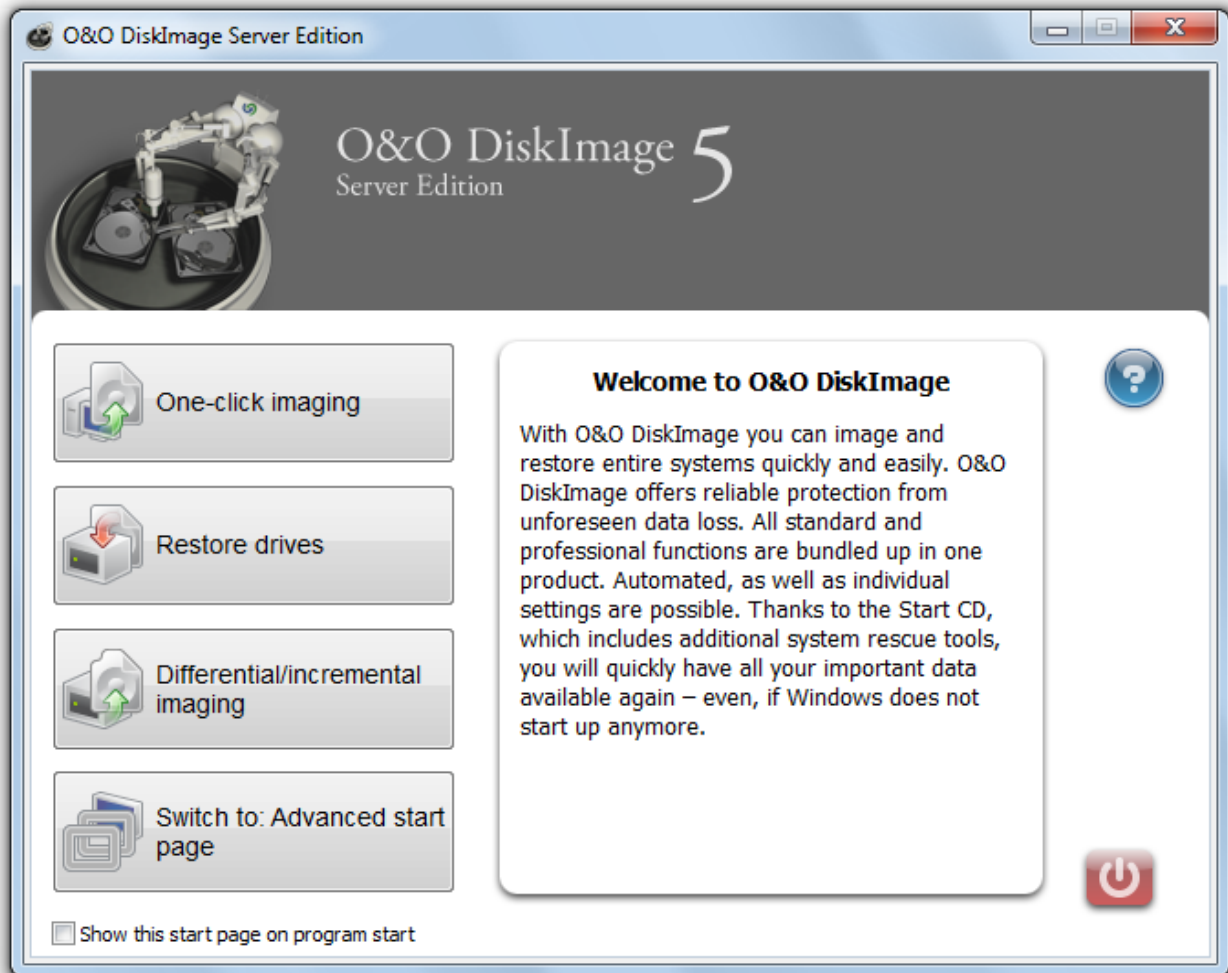 O&O DiskImage Server Edition
O&O DiskImage 5
Server Edition
One-click imaging
Restore drives
Differential/incremental
imaging
Switch to: Advanced start
page
Show this start page on program start
Welcome to O&O DiskImage
With O&O DiskImage you can image and
restore entire systems quickly and easily. O&O
DiskImage offers reliable protection from
unforeseen data loss. All standard and
professional functions are bundled up in one
product. Automated, as well as individual
settings are possible. Thanks to the Start CD,
which includes additional system rescue tools,
you will quickly have all your important data
available again – even, if Windows does not
start up anymore.
?